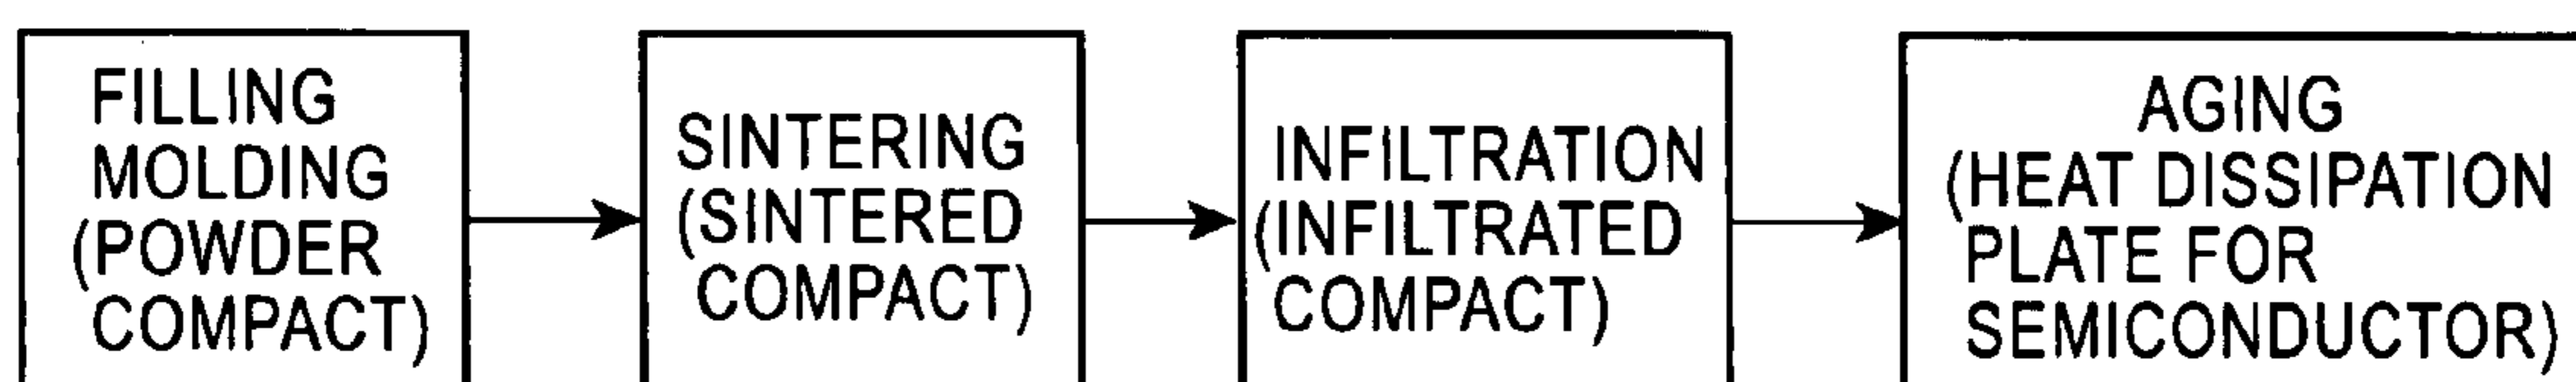 FILLING
MOLDING
(POWDER
COMPACT)
SINTERING
(SINTERED
COMPACT)
INFILTRATION
(INFILTRATED
COMPACT)
AGING
(HEAT DISSIPATION
PLATE FOR
SEMICONDUCTOR)